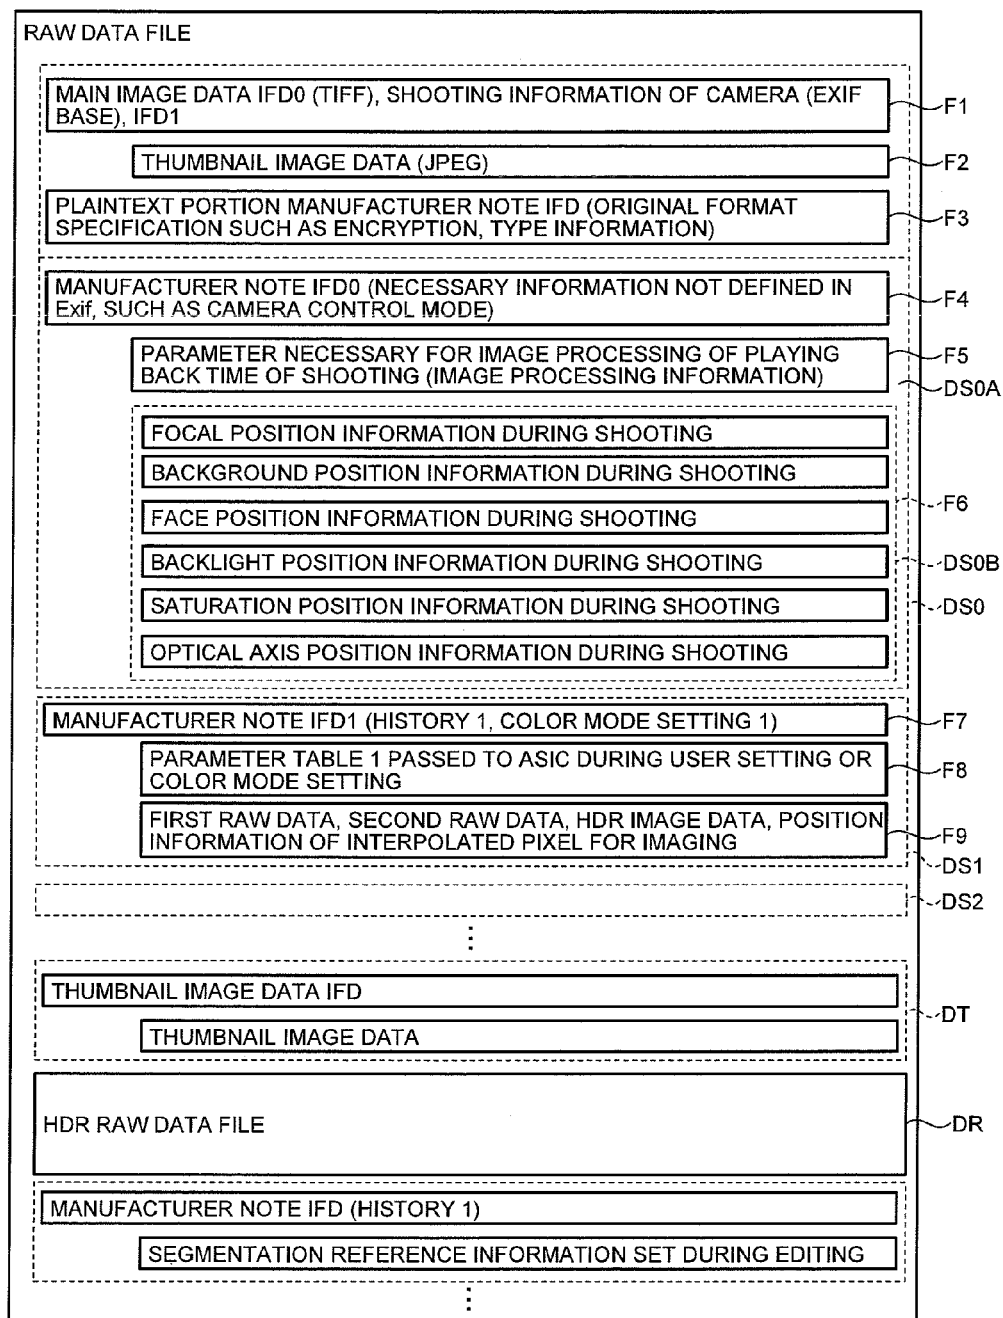 RAW DATA FILE
MAIN IMAGE DATA IFD0 (TIFF), SHOOTING INFORMATION OF CAMERA (EXIF
BASE), IFD1
F1
THUMBNAIL IMAGE DATA (JPEG)
F2
PLAINTEXT PORTION MANUFACTURER NOTE IFD (ORIGINAL FORMAT
SPECIFICATION SUCH AS ENCRYPTION, TYPE INFORMATION)
F3
MANUFACTURER NOTE IFD0 (NECESSARY INFORMATION NOT DEFINED IN
Exif, SUCH AS CAMERA CONTROL MODE)
F4
PARAMETER NECESSARY FOR IMAGE PROCESSING OF PLAYING
BACK TIME OF SHOOTING (IMAGE PROCESSING INFORMATION)
F5
DS0A
FOCAL POSITION INFORMATION DURING SHOOTING
BACKGROUND POSITION INFORMATION DURING SHOOTING
FACE POSITION INFORMATION DURING SHOOTING
F6
BACKLIGHT POSITION INFORMATION DURING SHOOTING
DS0B
SATURATION POSITION INFORMATION DURING SHOOTING
DS0
OPTICAL AXIS POSITION INFORMATION DURING SHOOTING
MANUFACTURER NOTE IFD1 (HISTORY 1, COLOR MODE SETTING 1)
F7
PARAMETER TABLE 1 PASSED TO ASIC DURING USER SETTING OR
COLOR MODE SETTING
F8
FIRST RAW DATA, SECOND RAW DATA, HDR IMAGE DATA, POSITION
INFORMATION OF INTERPOLATED PIXEL FOR IMAGING
F9
DS1
DS2
THUMBNAIL IMAGE DATA IFD
THUMBNAIL IMAGE DATA
DT
HDR RAW DATA FILE
DR
MANUFACTURER NOTE IFD (HISTORY 1)
SEGMENTATION REFERENCE INFORMATION SET DURING EDITING